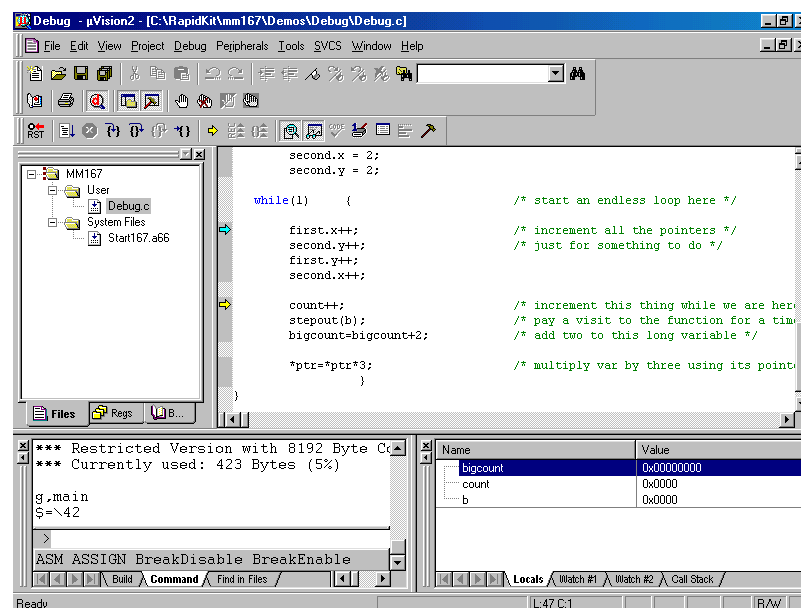 Debug - µVision2 - [C:\RapidKit\mm167\Demos\Debug\Debug.c]
File Edit View Project Debug Peripherals Tools SVCS Window Help
RST
CODE
MM167
User
Debug.c
System Files
Start167.a66
Files Regs B...
second.x = 2;
second.y = 2;
while(1) { /* start an endless loop here */
first.x++; /* increment all the pointers */
second.y++; /* just for something to do */
first.y++;
second.x++;
count++; /* increment this thing while we are here
stepout(b); /* pay a visit to the function for a time
bigcount=bigcount+2; /* add two to this long variable */
*ptr=*ptr*3; /* multiply var by three using its pointe
}
}
*** Restricted Version with 8192 Byte Co
*** Currently used: 423 Bytes (5%)
g,main
$=\42
>
ASM ASSIGN BreakDisable BreakEnable
Build Command Find in Files
Name Value
bigcount 0x00000000
count 0x0000
b 0x0000
Locals Watch #1 Watch #2 Call Stack
Ready L:47 C:1 R/W